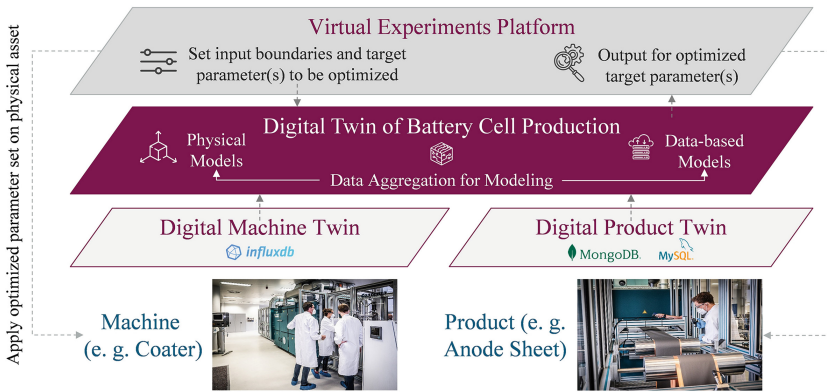 Virtual Experiments Platform
Set input boundaries and target
parameter(s) to be optimized
Output for optimized
target parameter(s)
Apply optimized parameter set on physical asset
Digital Twin of Battery Cell Production
Physical
Models
Data-based
Models
Data Aggregation for Modeling
Digital Machine Twin
influxdb
Digital Product Twin
MongoDB.
MySQL.
Machine
(e. g. Coater)
Product (e. g.
Anode Sheet)